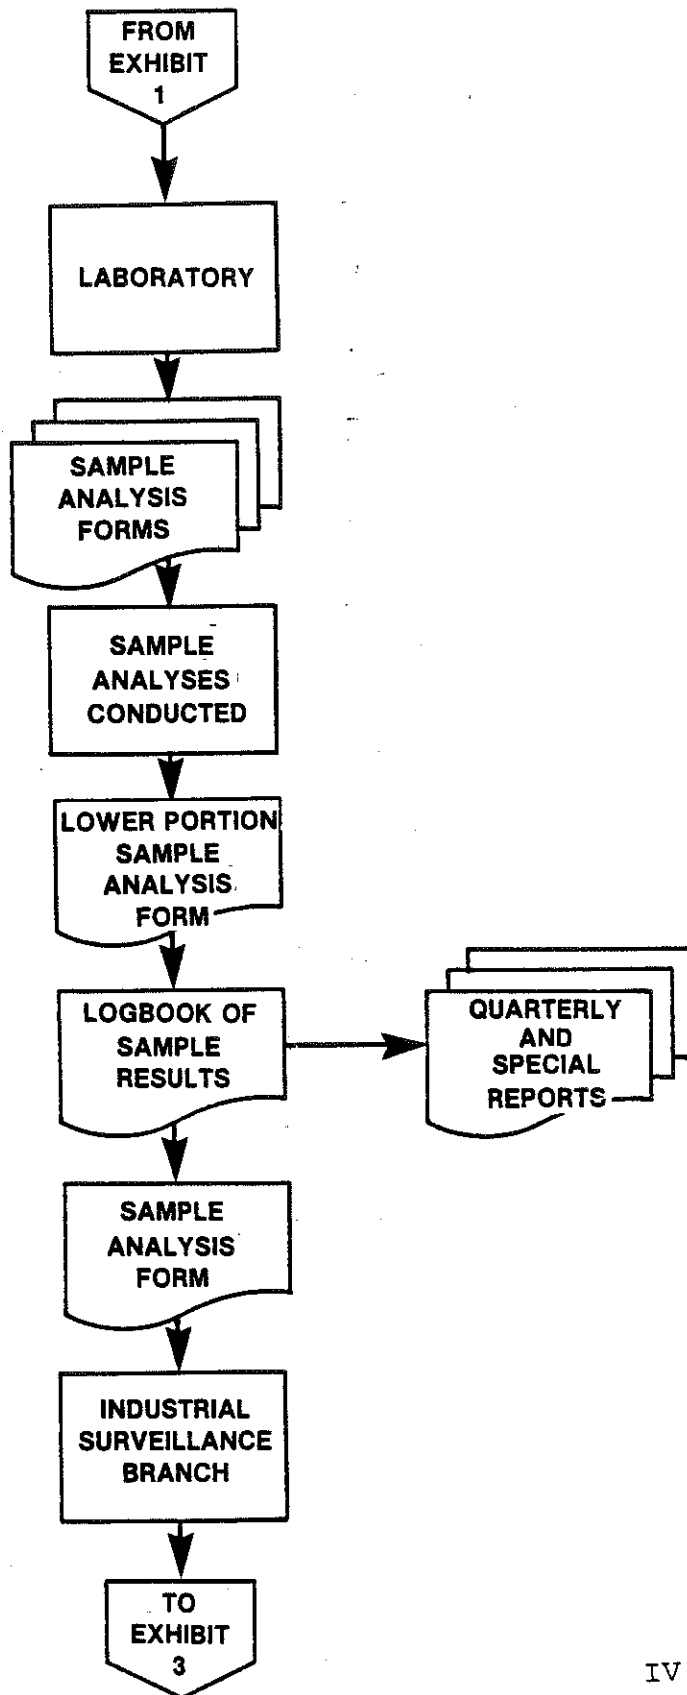 FROM
EXHIBIT
1
LABORATORY
SAMPLE
ANALYSIS
FORMS
SAMPLE
ANALYSES
CONDUCTED
LOWER PORTION
SAMPLE
ANALYSIS
FORM
LOGBOOK OF
SAMPLE
RESULTS
QUARTERLY
AND
SPECIAL
REPORTS
SAMPLE
ANALYSIS
FORM
INDUSTRIAL
SURVEILLANCE
BRANCH
TO
EXHIBIT
3
IV